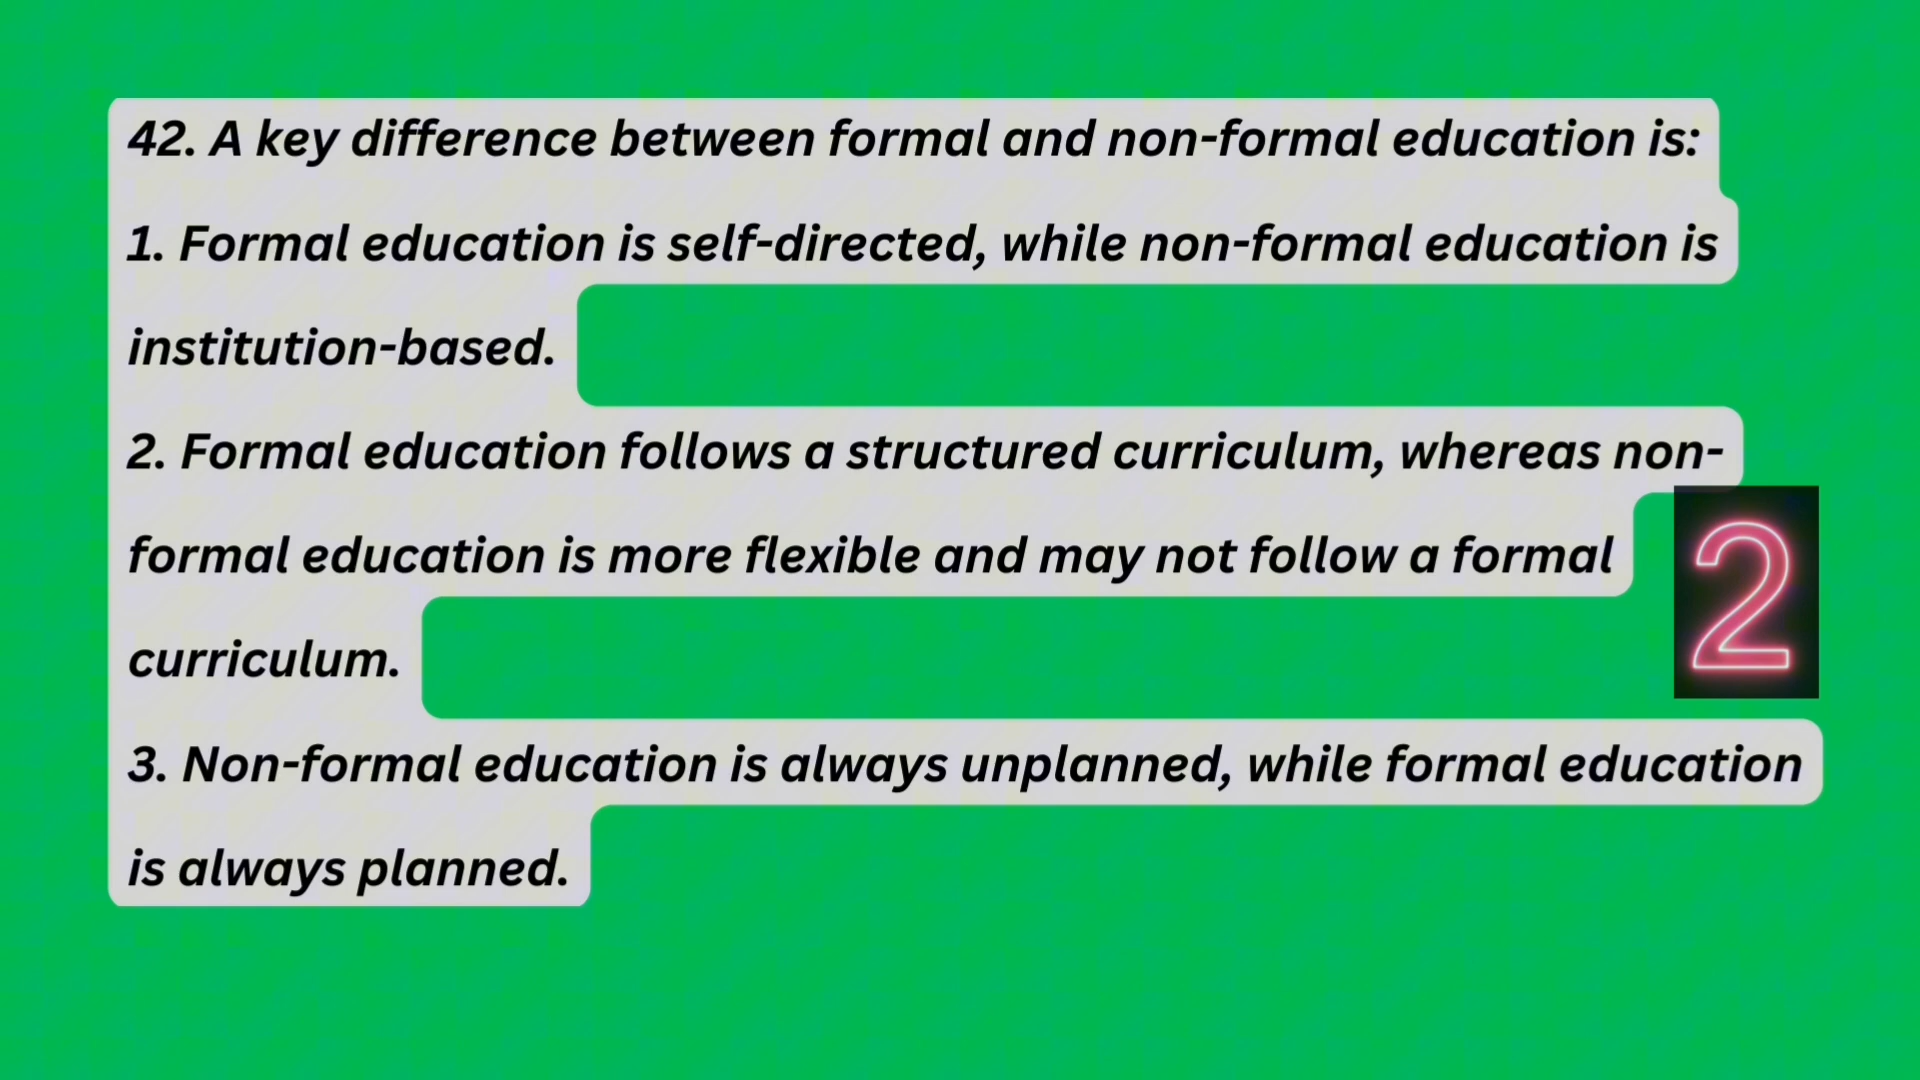 42. A key difference between formal and non-formal education is:
1. Formal education is self-directed, while non-formal education is
institution-based.
2. Formal education follows a structured curriculum, whereas non-
formal education is more flexible and may not follow a formal
curriculum.
2
3. Non-formal education is always unplanned, while formal education
is always planned.